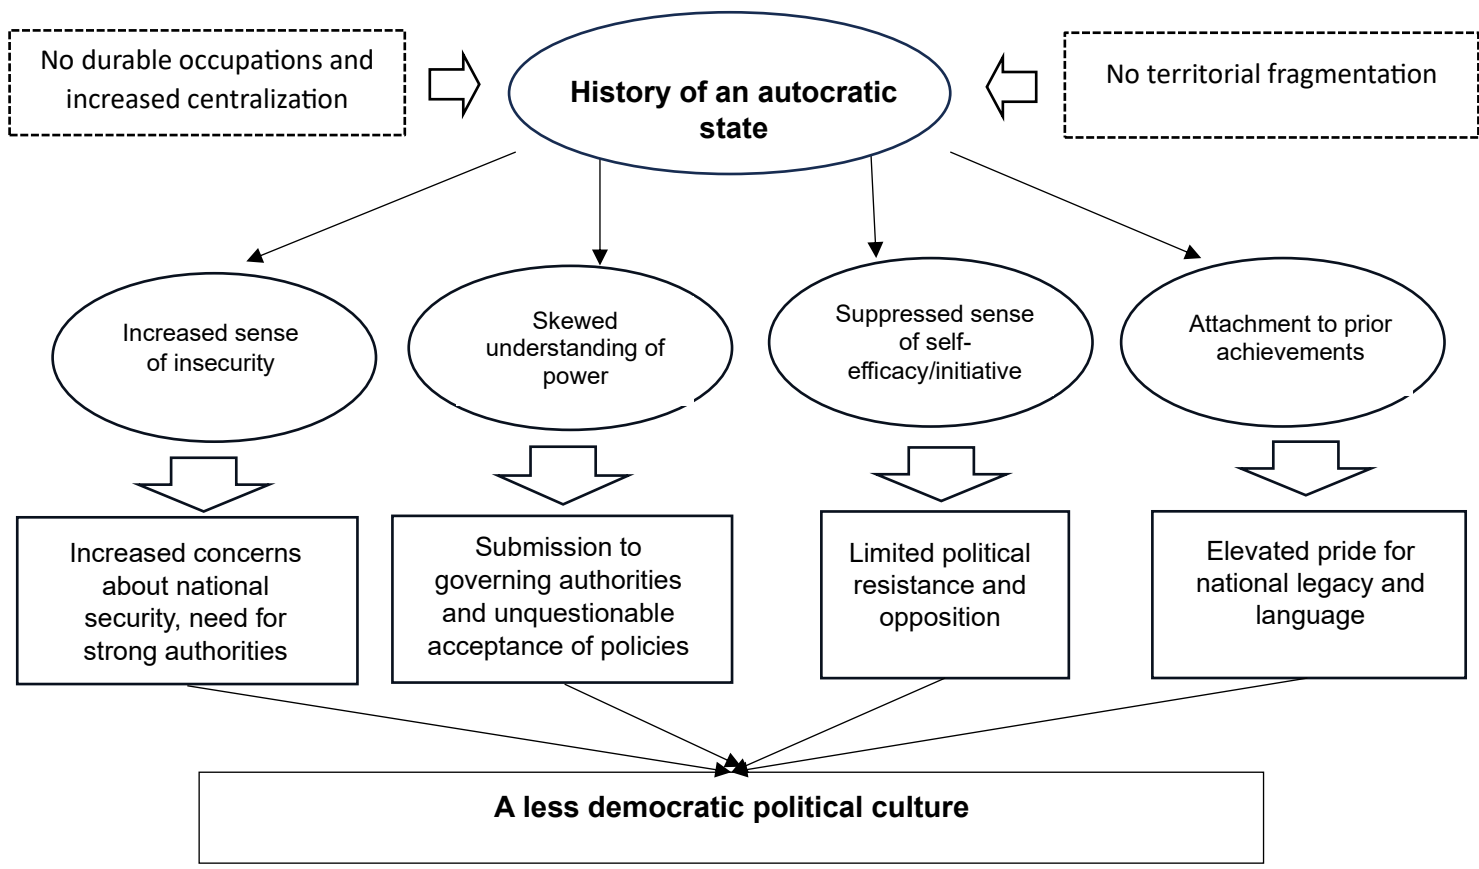 No durable occupations and
increased centralization
History of an autocratic
state
No territorial fragmentation
Increased sense
of insecurity
Skewed
understanding of
power
Suppressed sense
of self-
efficacy/initiative
Attachment to prior
achievements
Increased concerns
about national
security, need for
strong authorities
Submission to
governing authorities
and unquestionable
acceptance of policies
Limited political
resistance and
opposition
Elevated pride for
national legacy and
language
A less democratic political culture